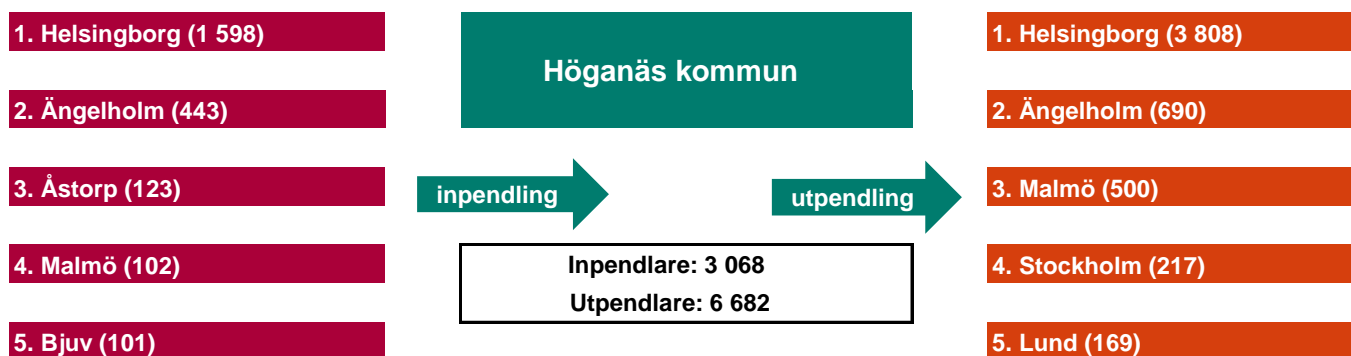 1. Helsingborg (1 598)
2. Ängelholm (443)
3. Åstorp (123)
4. Malmö (102)
5. Bjuv (101)
Höganäs kommun
inpendling
utpendling
Inpendlare: 3 068
Utpendlare: 6 682
1. Helsingborg (3 808)
2. Ängelholm (690)
3. Malmö (500)
4. Stockholm (217)
5. Lund (169)